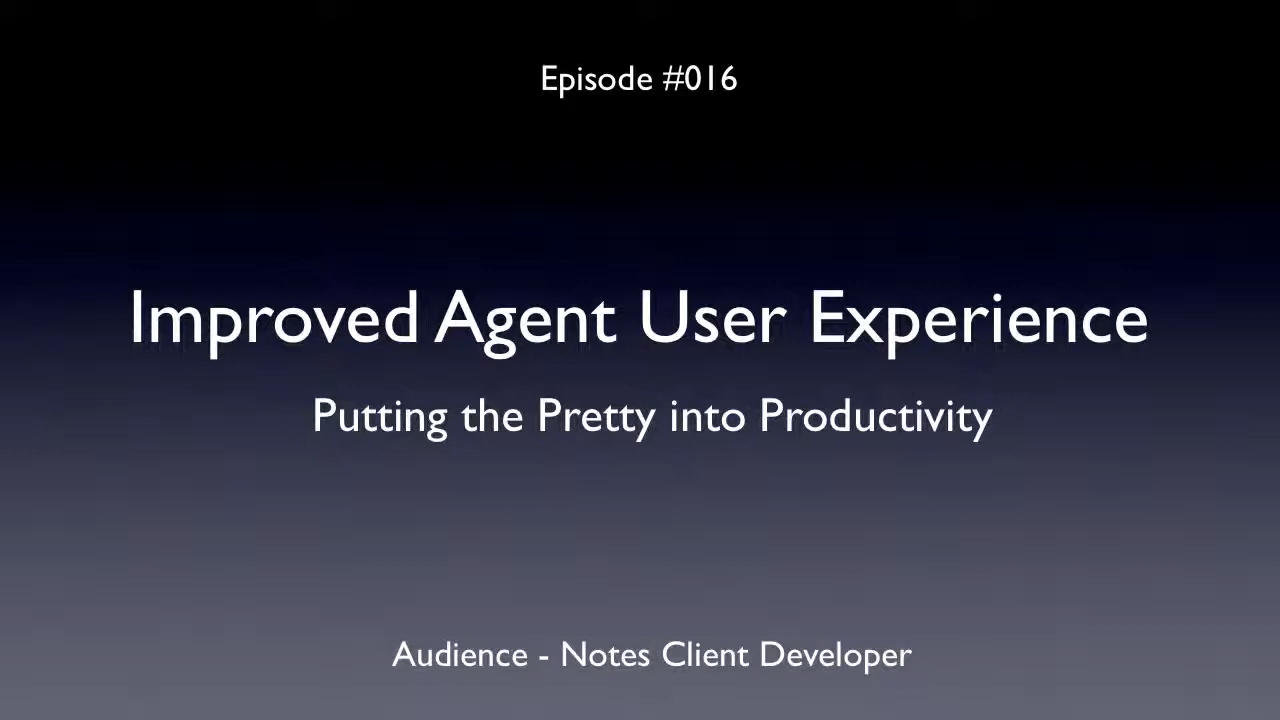 Episode #016
Improved Agent User Experience
Putting the Pretty into Productivity
Audience - Notes Client Developer